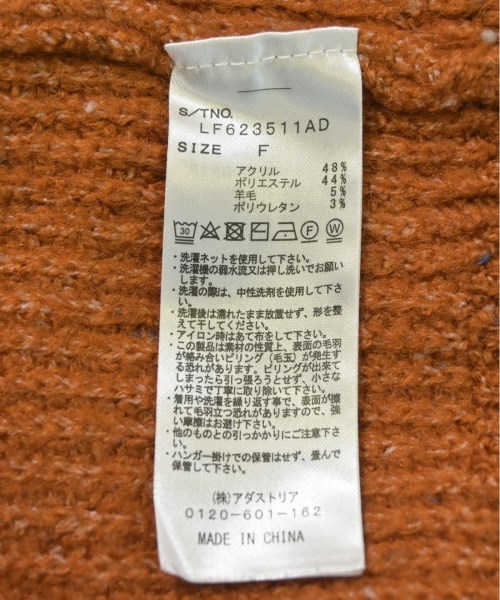 S/TNO.
LF623511AD
SIZE F
アクリル 48%
ポリエステル 44%
羊毛 5%
ポリウレタン 3%
30 F W
・洗濯ネットを使用して下さい。
・洗濯機の弱水流又は押し洗いでお願い
します。
・洗濯の際は、中性洗剤を使用して下さ
い。
・洗濯後は濡れたまま放置せず、形を整
えて干してください。
・アイロン時はあて布をして下さい。
・この製品は素材の性質上、表面の毛羽
が絡み合いピリング（毛玉）が発生す
る恐れがあります。ピリングが出来て
しまったら引っ張ろうとせず、小さな
ハサミで丁寧に取り除いて下さい。
・着用や洗濯を繰り返す事で、表面が擦
れて毛羽立つ恐れがありますので、強
い摩擦はお避け下さい。
・他のものとの引っかかりにご注意下さ
い。
・ハンガー掛けでの保管はせず、畳んで
保管して下さい。
(株)アダストリア
0120-601-162
MADE IN CHINA